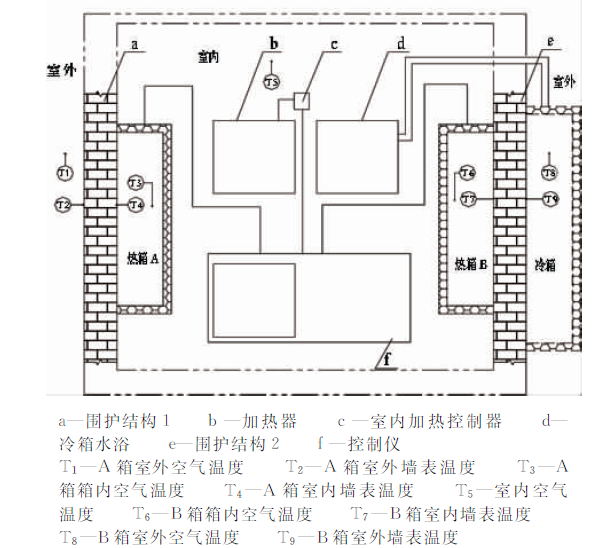 a
b
c
d
e
室外
室内
室外
T5
T1
T2
T3
T4
T6
T7
T8
T9
热箱 A
热箱 B
冷箱
f
a—围护结构 1 b —加热器 c —室内加热控制器 d—
冷箱水浴 e—围护结构 2 f —控制仪
T₁—A 箱室外空气温度 T₂—A 箱室外墙表温度 T₃—A
箱箱内空气温度 T₄—A 箱室内墙表温度 T₅—室内空气
温度 T₆—B箱箱内空气温度 T₇—B箱室内墙表温度
T₈—B箱室外空气温度 T₉—B箱室外墙表温度